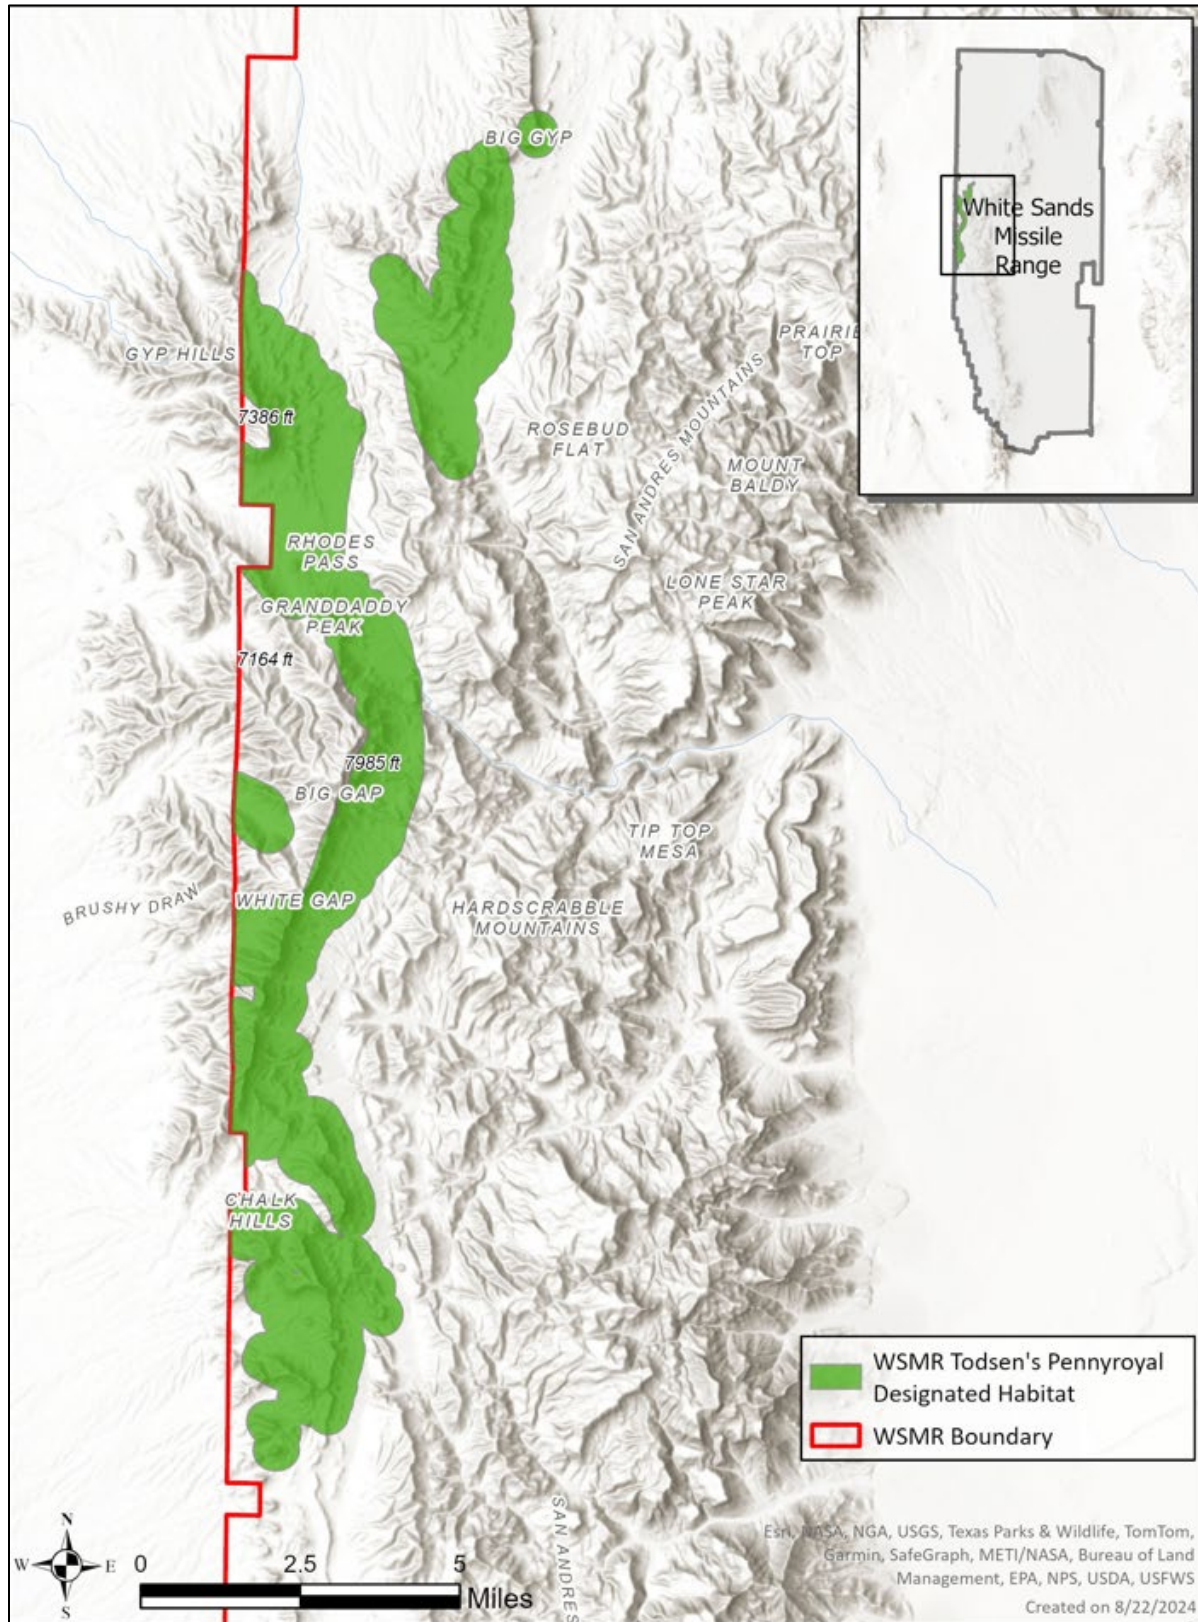 BIG GYP
White Sands
Missile
Range
GYP HILLS
PRAIRIE
TOP
7386 ft
ROSEBUD
FLAT
SAN ANDRES MOUNTAINS
MOUNT
BALDY
RHODES
PASS
LONE STAR
PEAK
GRANDDADDY
PEAK
7164 ft
7985 ft
BIG GAP
TIP TOP
MESA
BRUSHY DRAW
WHITE GAP
HARDSCRABBLE
MOUNTAINS
CHALK
HILLS
WSMR Todsen's Pennyroyal
Designated Habitat
WSMR Boundary
SAN ANDRES
N
W
E
S
0
2.5
5
Miles
Esri, NASA, NGA, USGS, Texas Parks & Wildlife, TomTom,
Garmin, SafeGraph, METI/NASA, Bureau of Land
Management, EPA, NPS, USDA, USFWS
Created on 8/22/2024